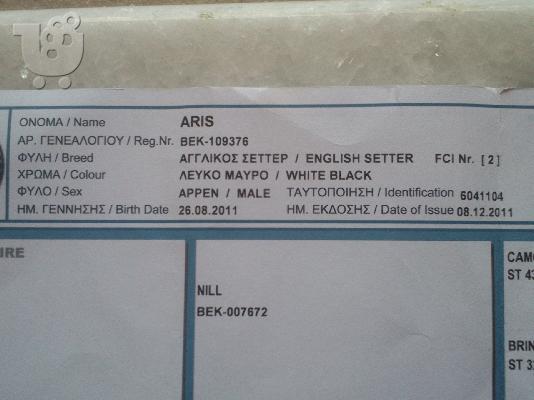 ΟΝΟΜΑ / Name ARIS
ΑΡ. ΓΕΝΕΑΛΟΓΙΟΥ / Reg.Nr. BEK-109376
ΦΥΛΗ / Breed ΑΓΓΛΙΚΟΣ ΣΕΤΤΕΡ / ENGLISH SETTER FCI Nr. [ 2 ]
ΧΡΩΜΑ / Colour ΛΕΥΚΟ ΜΑΥΡΟ / WHITE BLACK
ΦΥΛΟ / Sex ΑΡΡΕΝ / MALE ΤΑΥΤΟΠΟΙΗΣΗ / Identification 6041104
ΗΜ. ΓΕΝΝΗΣΗΣ / Birth Date 26.08.2011 ΗΜ. ΕΚΔΟΣΗΣ / Date of Issue 08.12.2011
IRE
NILL
BEK-007672
CAM
ST 43
BRIN
ST 3